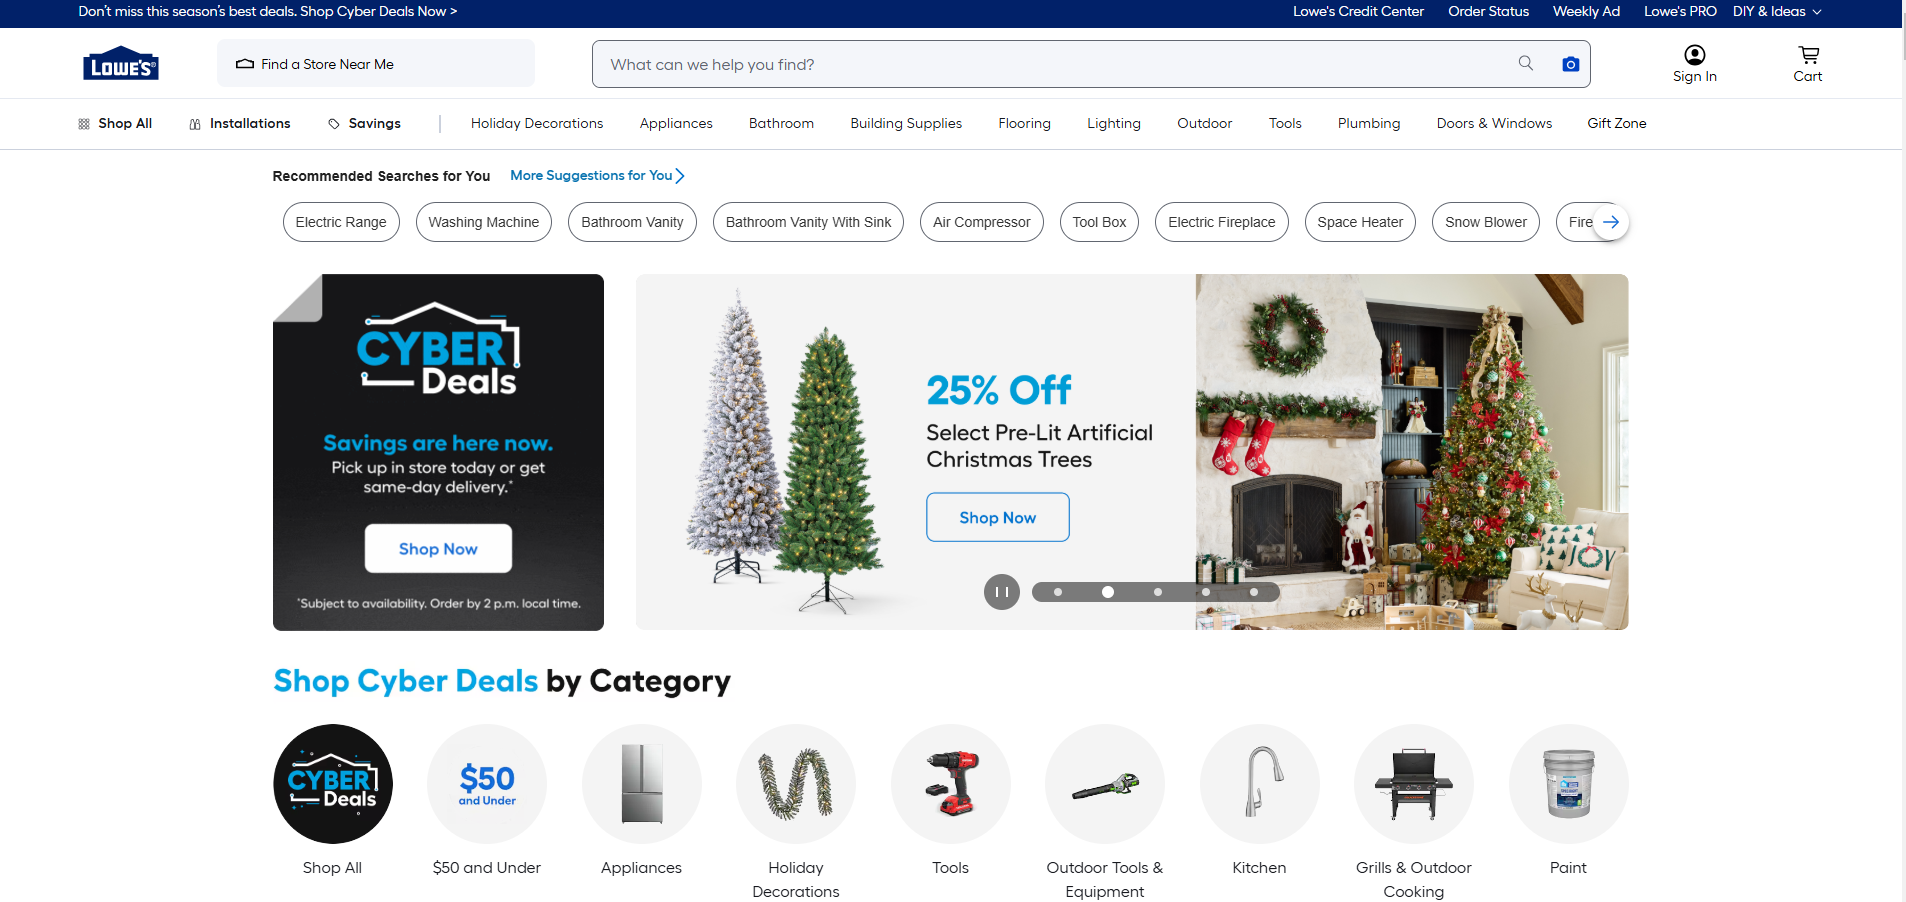 Don't miss this season's best deals. Shop Cyber Deals Now >
Lowe's Credit Center
Order Status
Weekly Ad
Lowe's PRO
DIY & Ideas
LOWE'S
Find a Store Near Me
What can we help you find?
Sign In
Cart
Shop All
Installations
Savings
Holiday Decorations
Appliances
Bathroom
Building Supplies
Flooring
Lighting
Outdoor
Tools
Plumbing
Doors & Windows
Gift Zone
Recommended Searches for You
More Suggestions for You
Electric Range
Washing Machine
Bathroom Vanity
Bathroom Vanity With Sink
Air Compressor
Tool Box
Electric Fireplace
Space Heater
Snow Blower
Fire
CYBER
Deals
Savings are here now.
Pick up in store today or get
same-day delivery.*
Shop Now
*Subject to availability. Order by 2 p.m. local time.
25% Off
Select Pre-Lit Artificial
Christmas Trees
Shop Now
JOY
Shop Cyber Deals by Category
CYBER
Deals
$50
and Under
Shop All
$50 and Under
Appliances
Holiday
Decorations
Tools
Outdoor Tools &
Equipment
Kitchen
Grills & Outdoor
Cooking
Paint